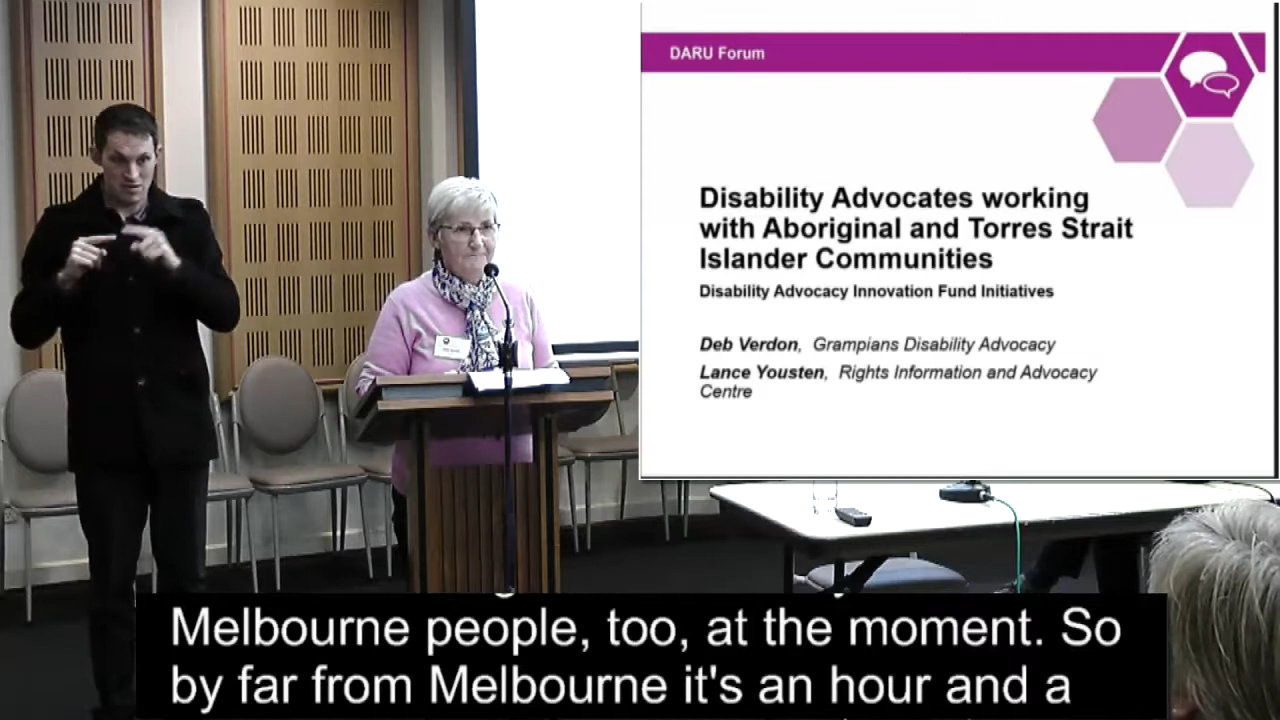 DARU Forum
Disability Advocates working
with Aboriginal and Torres Strait
Islander Communities
Disability Advocacy Innovation Fund Initiatives
Deb Verdon, Grampians Disability Advocacy
Lance Yousten, Rights Information and Advocacy
Centre
Melbourne people, too, at the moment. So
by far from Melbourne it's an hour and a